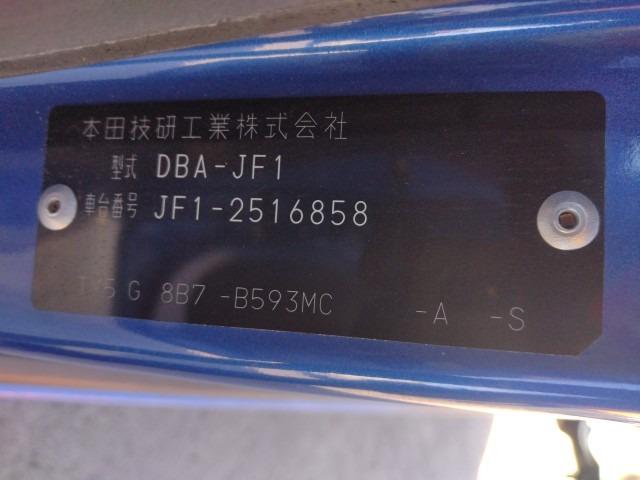 本田技研工業株式会社
型式 DBA-JF1
車台番号 JF1-2516858
G 8B7 -B593MC -A -S